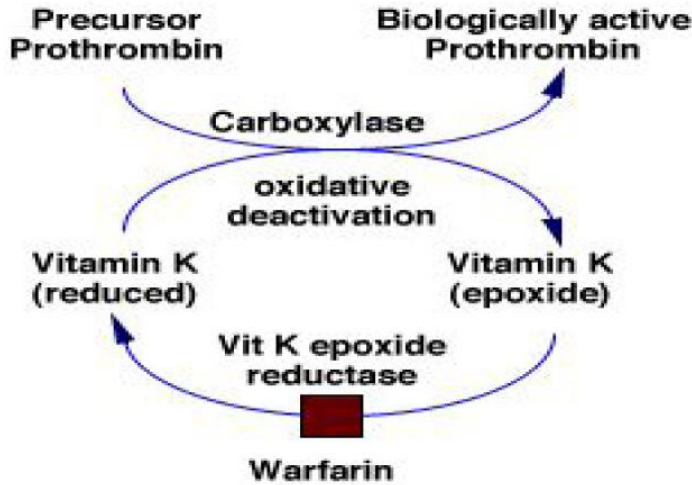 Precursor
Prothrombin
Biologically active
Prothrombin
Carboxylase
oxidative
deactivation
Vitamin K
(reduced)
Vitamin K
(epoxide)
Vit K epoxide
reductase
Warfarin